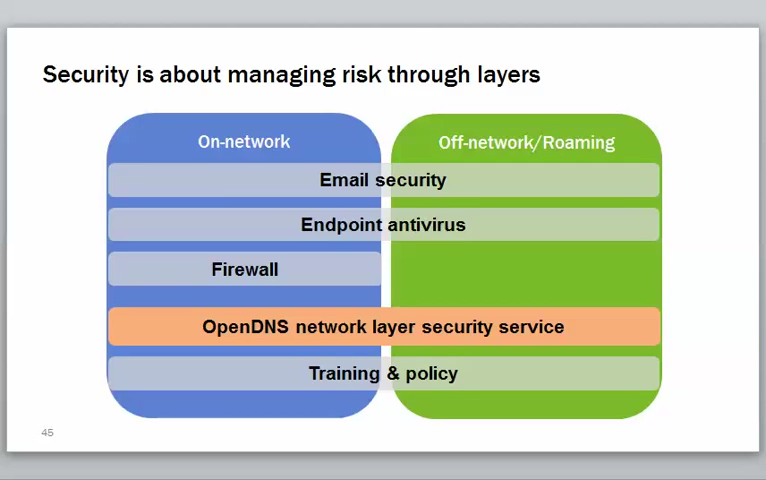 Security is about managing risk through layers
On-network
Off-network/Roaming
Email security
Endpoint antivirus
Firewall
OpenDNS network layer security service
Training & policy
45